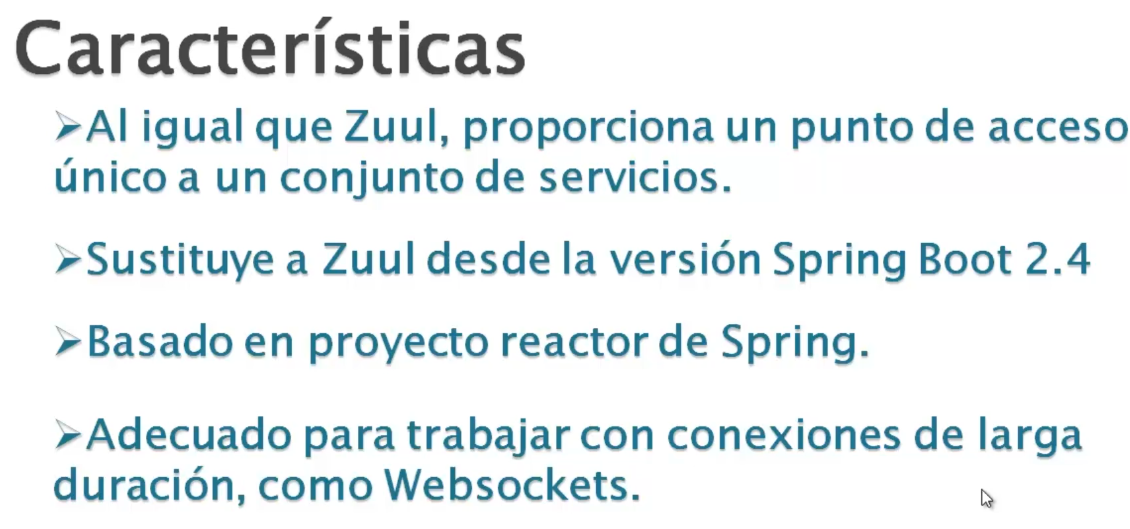 Características
➢Al igual que Zuul, proporciona un punto de acceso
único a un conjunto de servicios.
➢Sustituye a Zuul desde la versión Spring Boot 2.4
➢Basado en proyecto reactor de Spring.
➢Adecuado para trabajar con conexiones de larga
duración, como Websockets.